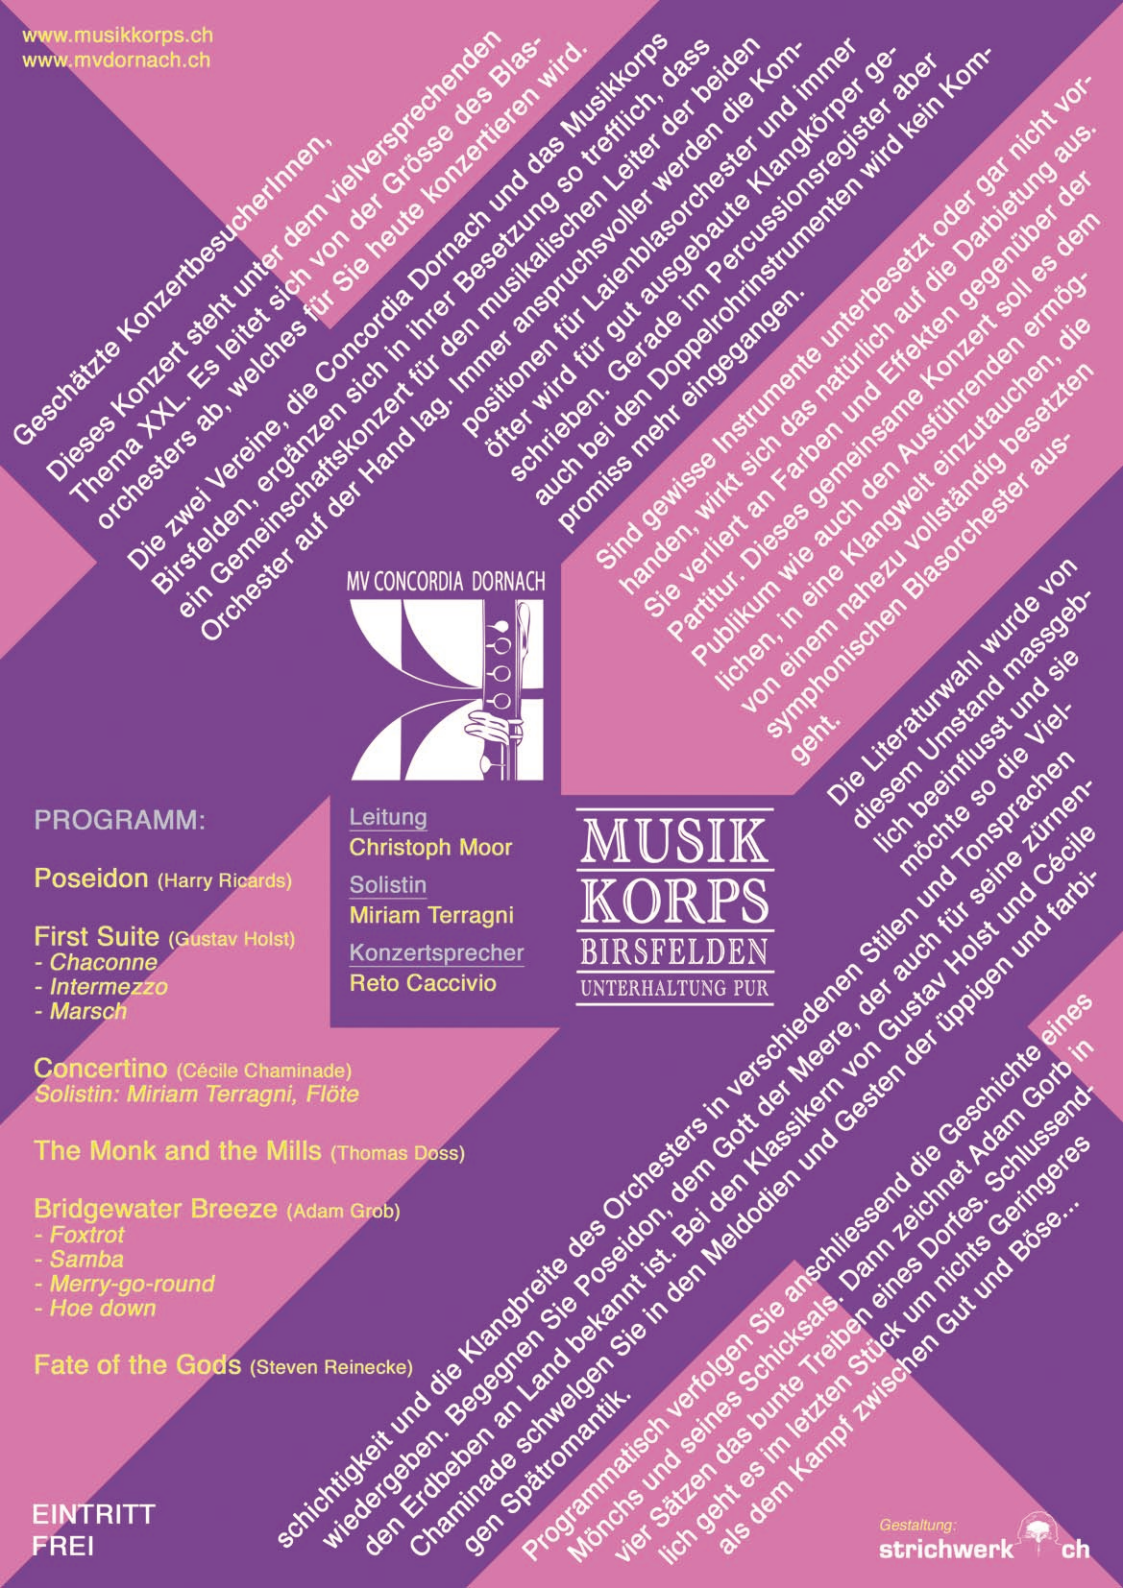 www.musikkorps.ch
www.mvdornach.ch
Geschätzte KonzertbesucherInnen,
Dieses Konzert steht unter dem vielversprechenden
Thema XXL. Es leitet sich von der Grösse des Blas-
orchesters ab, welches für Sie heute konzertieren wird.
Die zwei Vereine, die Concordia Dornach und das Musikkorps
Birsfelden, ergänzen sich in ihrer Besetzung so trefflich, dass
ein Gemeinschaftskonzert für den musikalischen Leiter der beiden
Orchester auf der Hand lag. Immer anspruchsvoller werden die Kom-
positionen für Laienblasorchester und immer
öfter wird für gut ausgebaute Klangkörper ge-
schrieben. Gerade im Percussionsregister aber
auch bei den Doppelrohrinstrumenten wird kein Kom-
promiss mehr eingegangen.
Sind gewisse Instrumente unterbesetzt oder gar nicht vor-
handen, wirkt sich das natürlich auf die Darbietung aus.
Sie verliert an Farben und Effekten gegenüber der
Partitur. Dieses gemeinsame Konzert soll es dem
Publikum wie auch den Ausführenden ermög-
lichen, in eine Klangwelt einzutauchen, die
von einem nahezu vollständig besetzten
symphonischen Blasorchester aus-
geht.
Die Literaturwahl wurde von
diesem Umstand massgeb-
lich beeinflusst und sie
möchte so die Viel-
schichtigkeit und die Klangbreite des Orchesters in verschiedenen Stilen und Tonsprachen
wiedergeben. Begegnen Sie Poseidon, dem Gott der Meere, der auch für seine zürnen-
den Erdbeben an Land bekannt ist. Bei den Klassikern von Gustav Holst und Cécile
Chaminade schwelgen Sie in den Meldodien und Gesten der üppigen und farbi-
gen Spätromantik.
Programmatisch verfolgen Sie anschliessend die Geschichte eines
Mönchs und seines Schicksals. Dann zeichnet Adam Gorb in
vier Sätzen das bunte Treiben eines Dorfes. Schlussend-
lich geht es im letzten Stück um nichts Geringeres
als dem Kampf zwischen Gut und Böse...
MV CONCORDIA DORNACH
PROGRAMM:
Poseidon (Harry Ricards)
First Suite (Gustav Holst)
- Chaconne
- Intermezzo
- Marsch
Concertino (Cécile Chaminade)
Solistin: Miriam Terragni, Flöte
The Monk and the Mills (Thomas Doss)
Bridgewater Breeze (Adam Grob)
- Foxtrot
- Samba
- Merry-go-round
- Hoe down
Fate of the Gods (Steven Reinecke)
Leitung
Christoph Moor
Solistin
Miriam Terragni
Konzertsprecher
Reto Caccivio
MUSIK
KORPS
BIRSFELDEN
UNTERHALTUNG PUR
EINTRITT
FREI
Gestaltung:
strichwerk ch